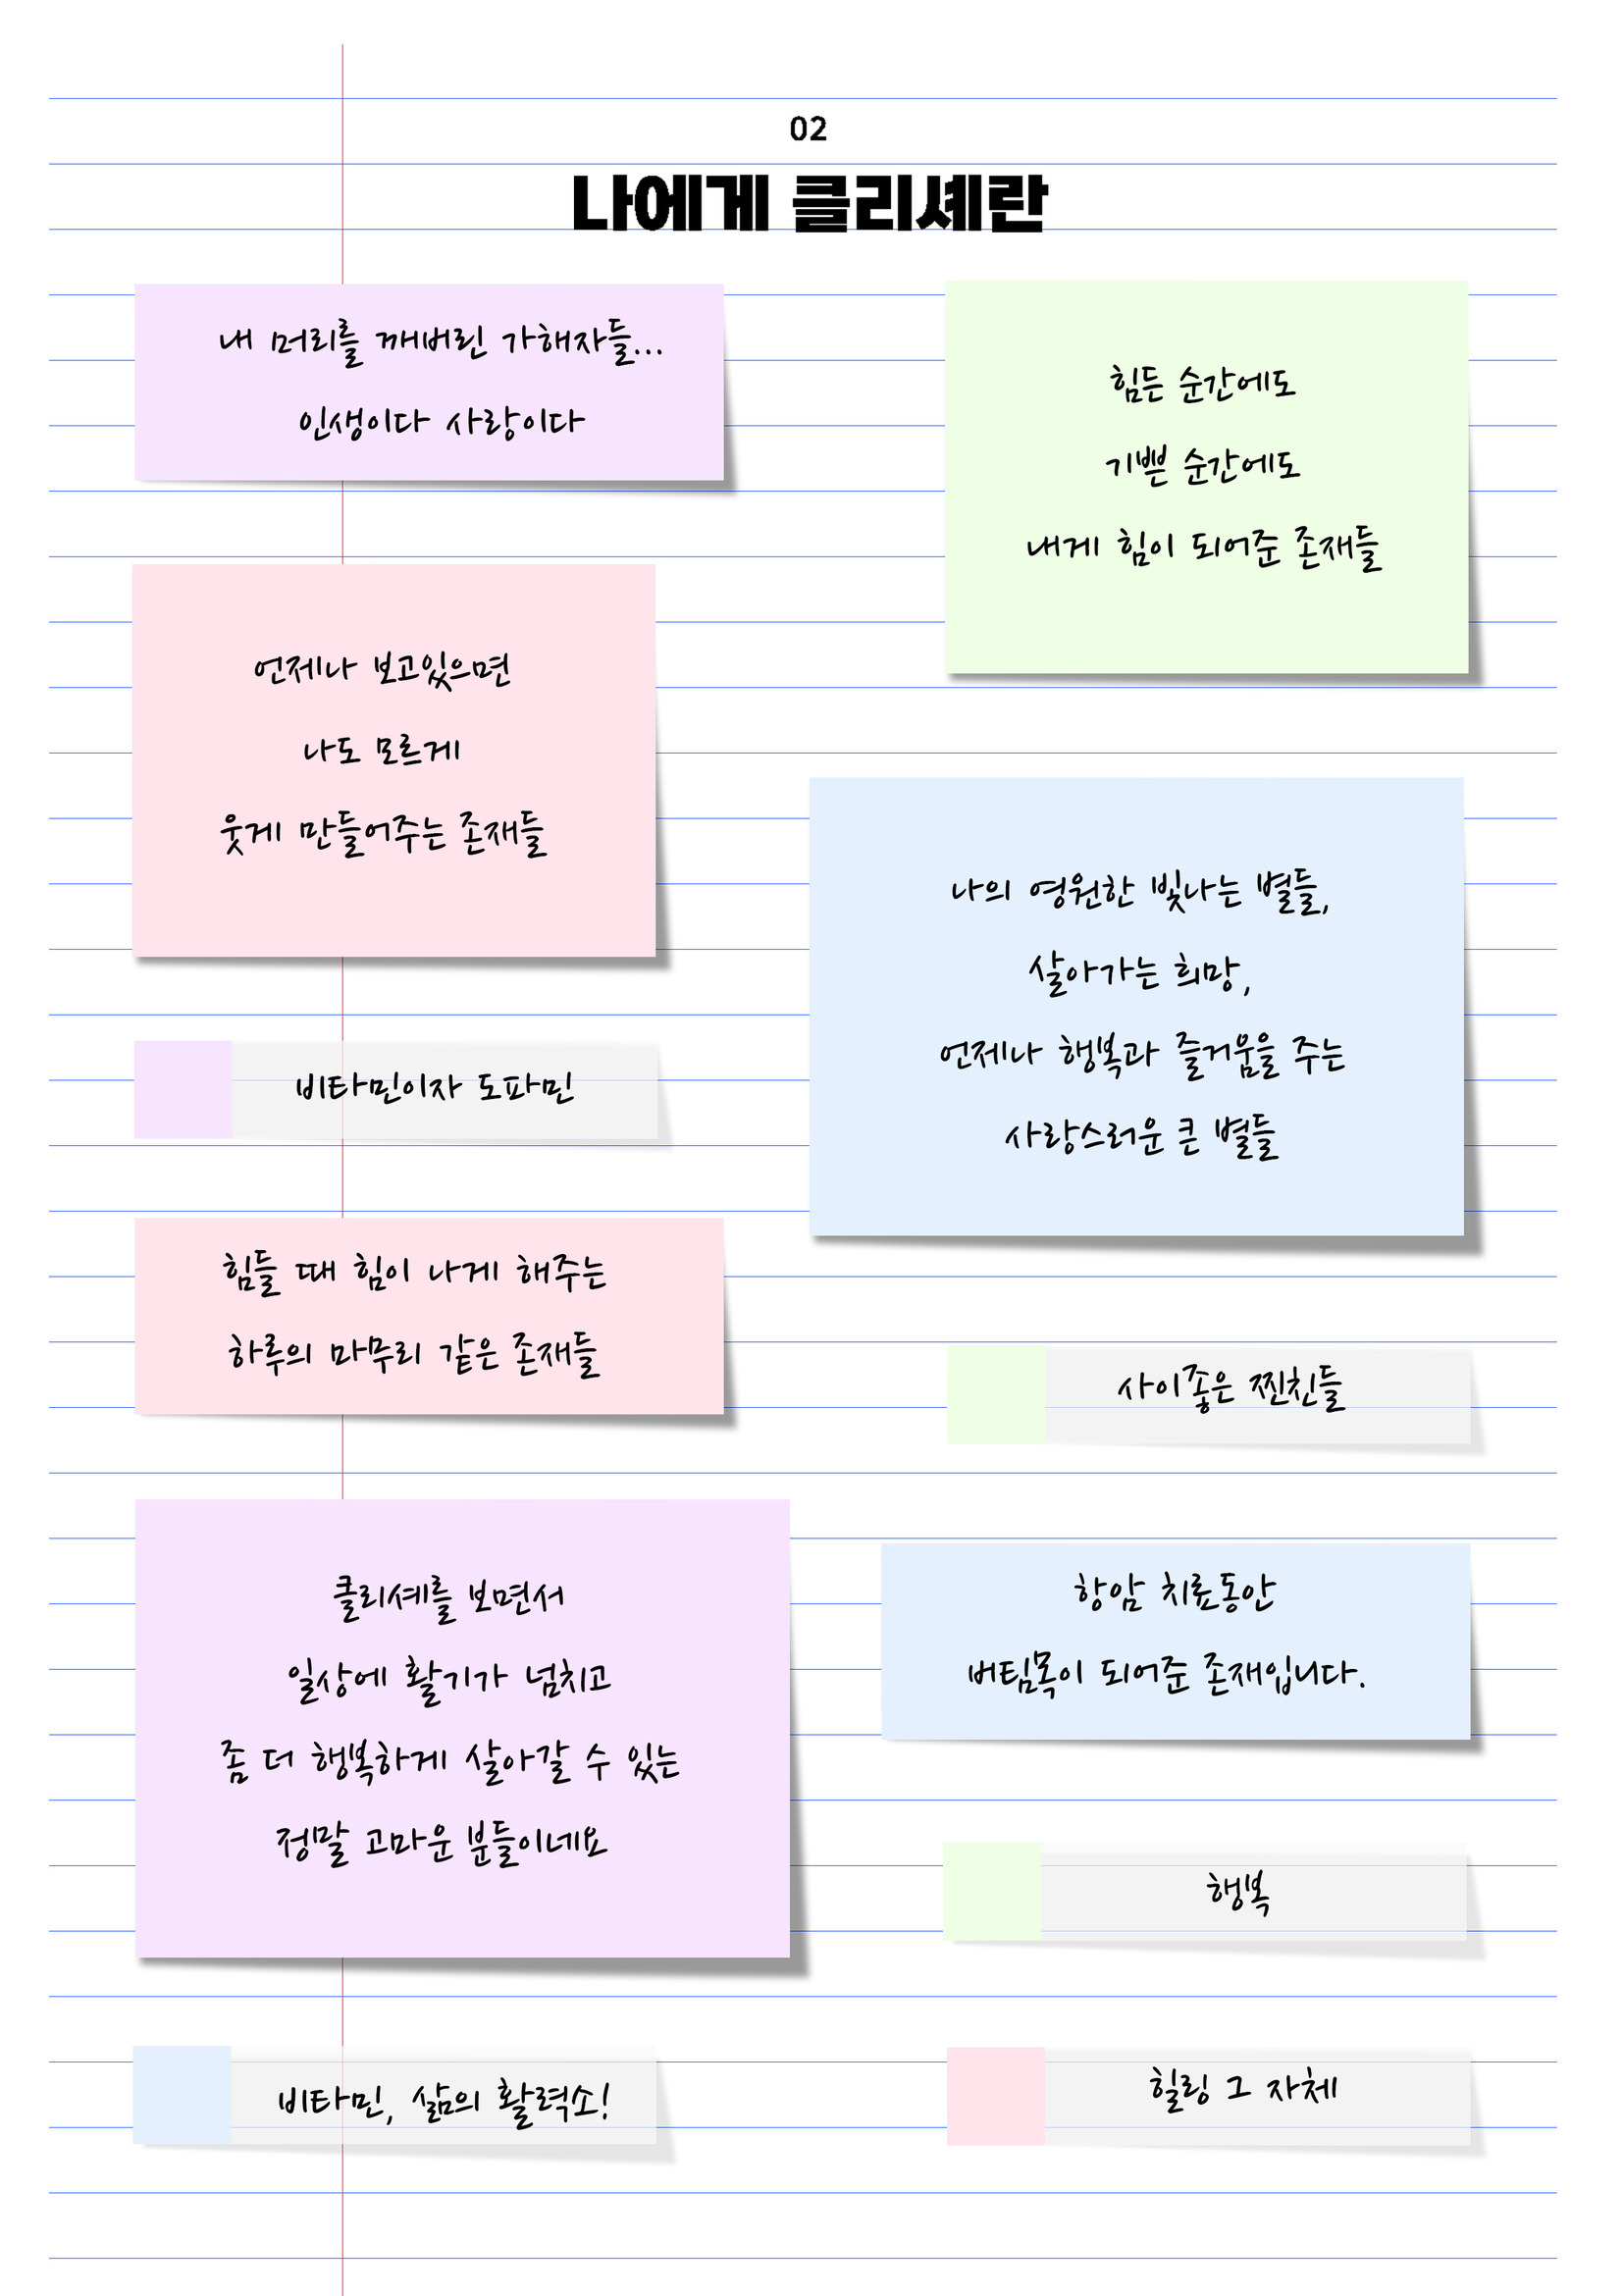 02
나에게 클리셰란
내 머리를 깨버린 가해자들...
인생이다 사랑이다
힘든 순간에도
기쁜 순간에도
내게 힘이 되어준 존재들
언제나 보고있으면
나도 모르게
웃게 만들어주는 존재들
나의 영원한 빛나는 별들,
살아가는 희망,
언제나 행복과 즐거움을 주는
사랑스러운 큰 별들
비타민이자 도파민
힘들 때 힘이 나게 해주는
하루의 마무리 같은 존재들
사이좋은 찐친들
클리셰를 보면서
일상에 활기가 넘치고
좀 더 행복하게 살아갈 수 있는
정말 고마운 분들이네요
항암 치료동안
버팀목이 되어준 존재입니다.
행복
비타민, 삶의 활력소!
힐링 그 자체